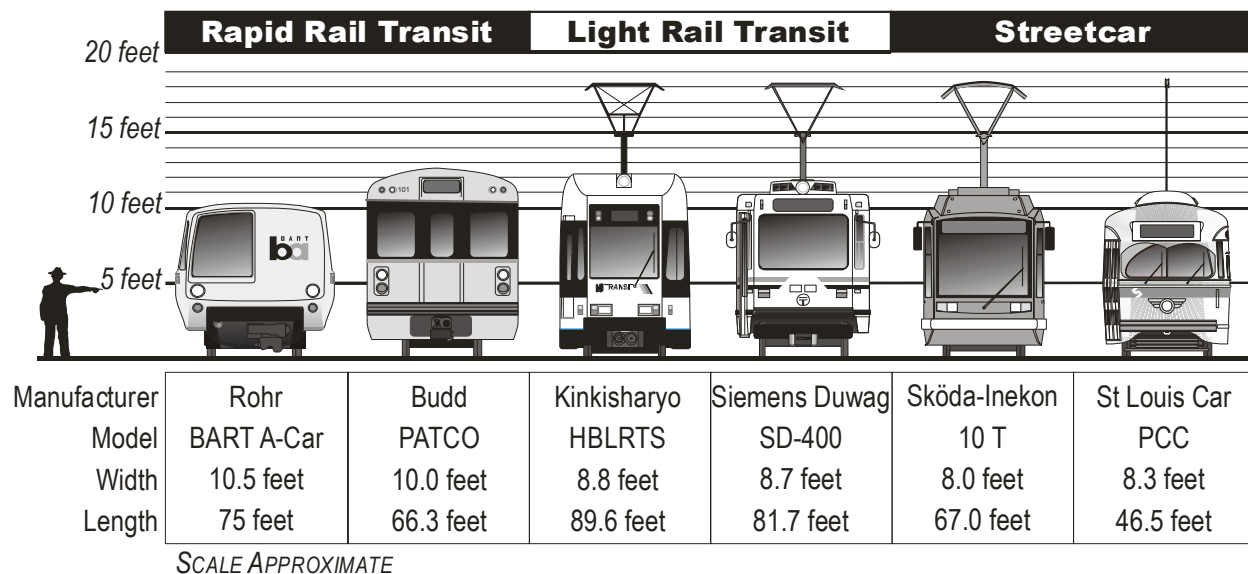 Rapid Rail Transit Light Rail Transit Streetcar
20 feet
15 feet
10 feet
5 feet
101
BART
ba
TRANSIT
T
S
Manufacturer Rohr Budd Kinkisharyo Siemens Duwag Sköda-Inekon St Louis Car
Model BART A-Car PATCO HBLRTS SD-400 10 T PCC
Width 10.5 feet 10.0 feet 8.8 feet 8.7 feet 8.0 feet 8.3 feet
Length 75 feet 66.3 feet 89.6 feet 81.7 feet 67.0 feet 46.5 feet
SCALE APPROXIMATE